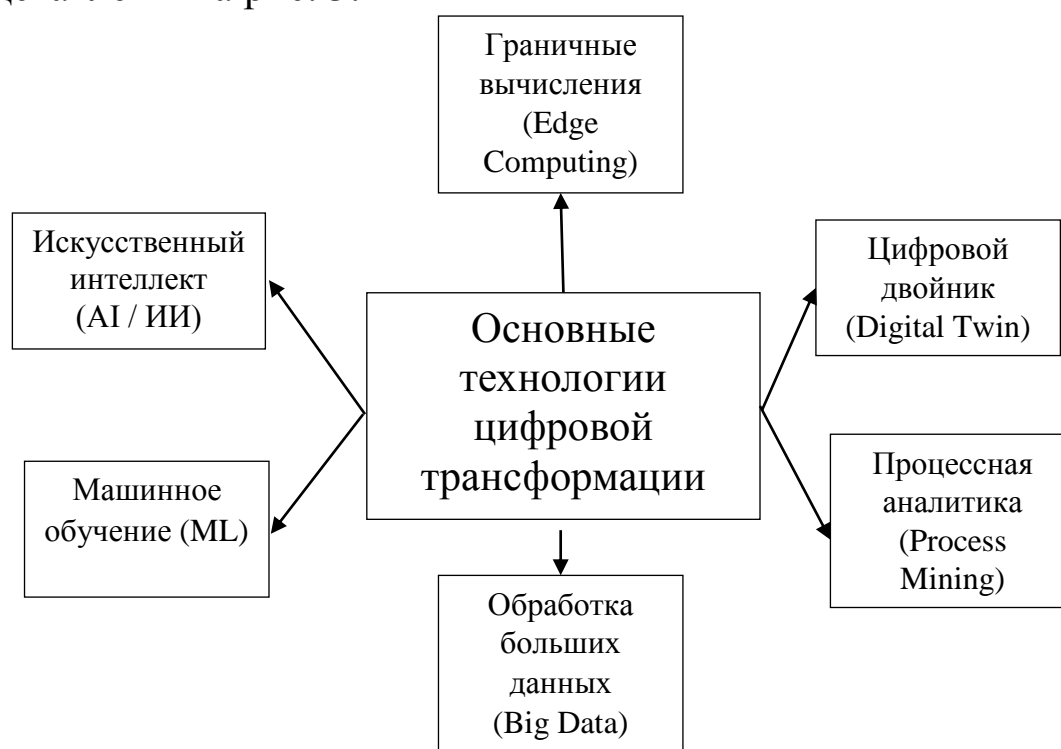 Граничные
вычисления
(Edge
Computing)
Искусственный
интеллект
(AI / ИИ)
Цифровой
двойник
(Digital Twin)
Основные
технологии
цифровой
трансформации
Машинное
обучение (ML)
Процессная
аналитика
(Process
Mining)
Обработка
больших
данных
(Big Data)